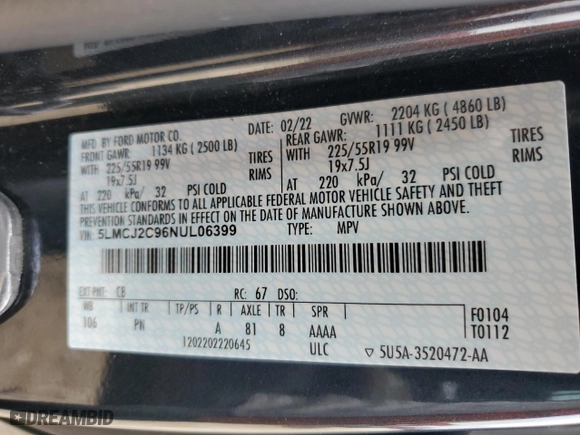 MFD. BY FORD MOTOR CO.
DATE: 02/22
GVWR: 2204 KG ( 4860 LB)
FRONT GAWR: 1134 KG ( 2500 LB)
REAR GAWR: 1111 KG ( 2450 LB)
WITH 225/55R19 99V TIRES
WITH 225/55R19 99V TIRES
19x7.5J RIMS
19x7.5J RIMS
AT 220 kPa/ 32 PSI COLD
AT 220 kPa/ 32 PSI COLD
THIS VEHICLE CONFORMS TO ALL APPLICABLE FEDERAL MOTOR VEHICLE SAFETY AND THEFT
PREVENTION STANDARDS IN EFFECT ON THE DATE OF MANUFACTURE SHOWN ABOVE.
VIN: 5LMCJ2C96NUL06399
TYPE: MPV
EXT PNT: CB RC: 67 DSO:
WB INT TR TP/PS R AXLE TR SPR
106 PN A 81 8 AAAA
F0104
T0112
1202202220645
ULC
5U5A-3520472-AA
DREAMBID